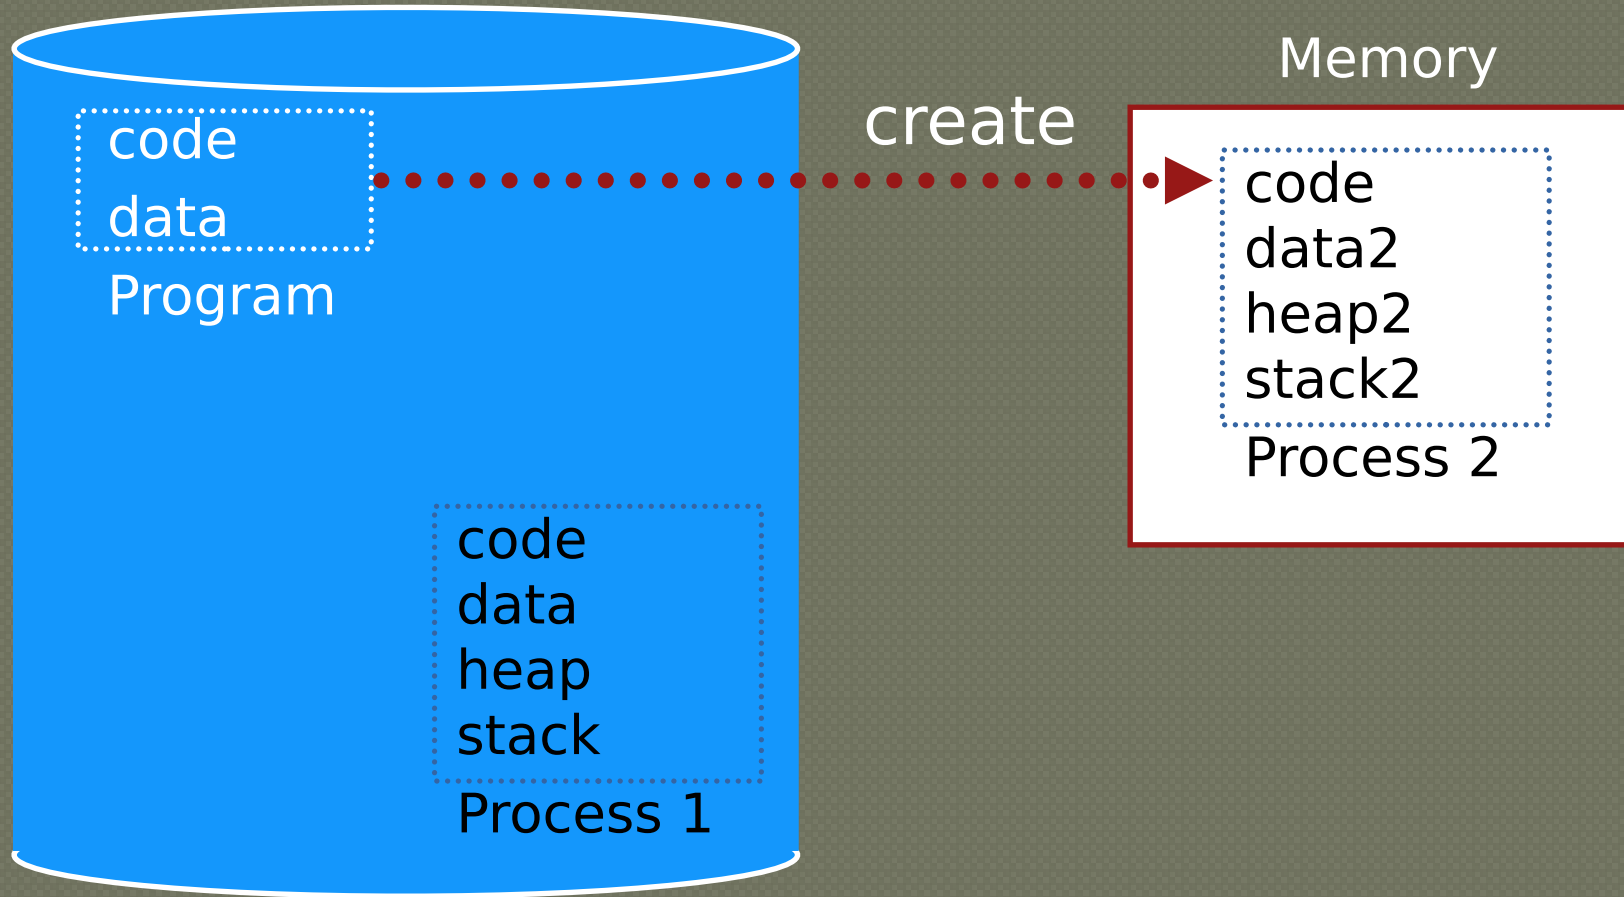 code
data
Program
create
Memory
code
data2
heap2
stack2
Process 2
code
data
heap
stack
Process 1